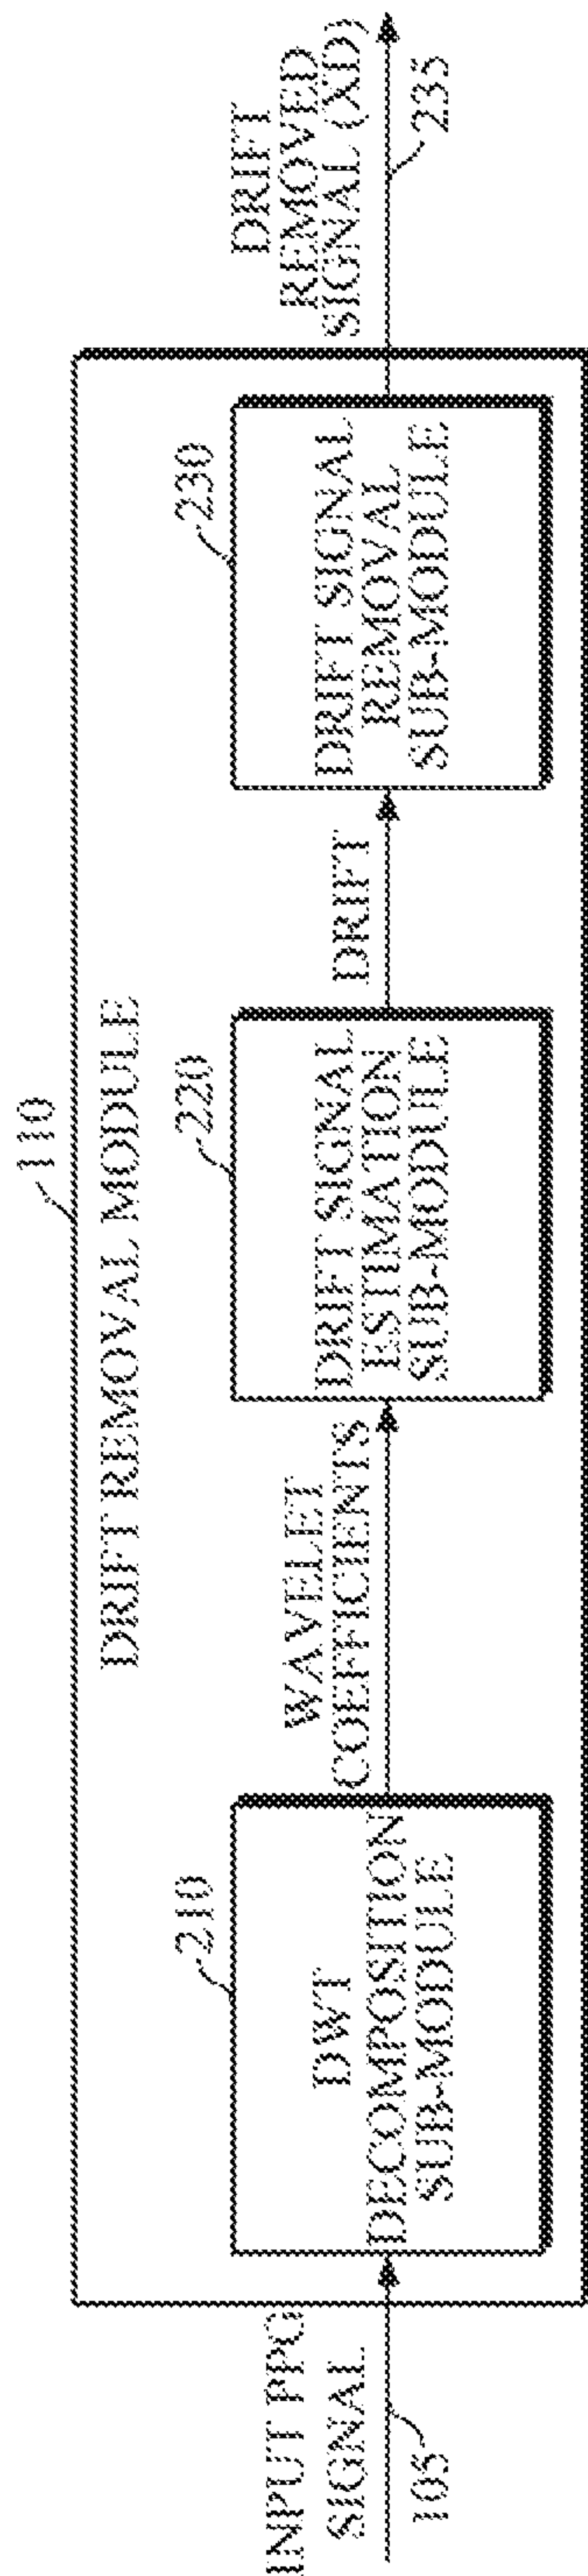 110
DRIFT REMOVAL MODULE
INPUT PPG
SIGNAL
105
210
DWT
DECOMPOSITION
SUB-MODULE
WAVELET
COEFFICIENTS
220
DRIFT SIGNAL
ESTIMATION
SUB-MODULE
DRIFT
230
DRIFT SIGNAL
REMOVAL
SUB-MODULE
DRIFT
REMOVED
SIGNAL (XD)
235